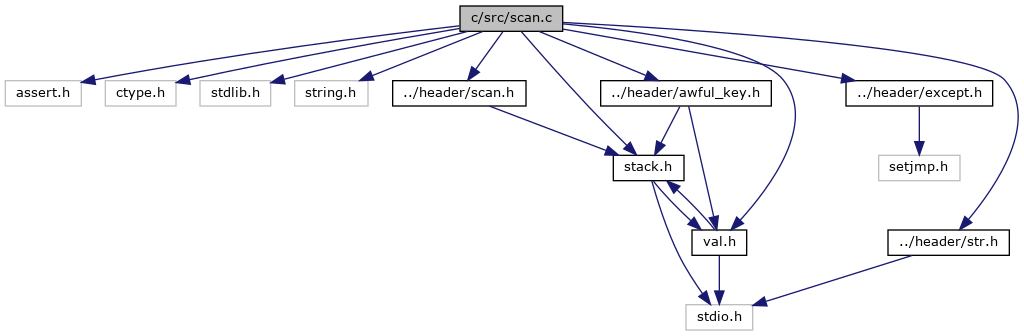 c/src/scan.c
assert.h
ctype.h
stdlib.h
string.h
../header/scan.h
../header/awful_key.h
../header/except.h
stack.h
setjmp.h
val.h
../header/str.h
stdio.h